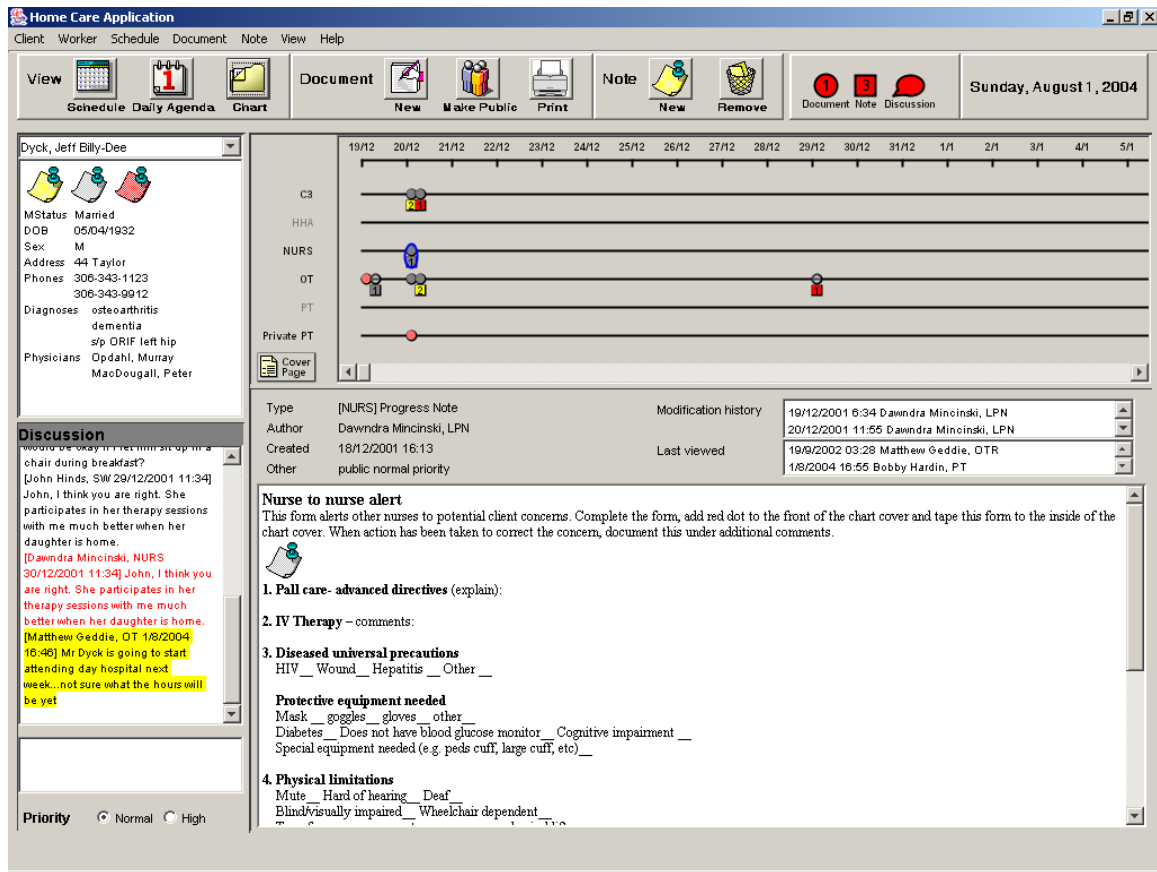 Home Care Application
Client Worker Schedule Document Note View Help
View Schedule Daily Agenda Chart
Document New Make Public Print
Note New Remove
1 3
Document Note Discussion
Sunday, August 1, 2004
Dyck, Jeff Billy-Dee
MStatus Married
DOB 05/04/1932
Sex M
Address 44 Taylor
Phones 306-343-1123
306-343-9912
Diagnoses osteoarthritis
dementia
s/p ORIF left hip
Physicians Opdahl, Murray
MacDougall, Peter
19/12 20/12 21/12 22/12 23/12 24/12 25/12 26/12 27/12 28/12 29/12 30/12 31/12 1/1 2/1 3/1 4/1 5/1
C3 2 1
HHA
NURS 1
OT 1 2 1
PT
Private PT
Cover
Page
Type [NURS] Progress Note
Author Dawndra Mincinski, LPN
Created 18/12/2001 16:13
Other public normal priority
Modification history
19/12/2001 6:34 Dawndra Mincinski, LPN
20/12/2001 11:55 Dawndra Mincinski, LPN
Last viewed
19/9/2002 03:28 Matthew Geddie, OTR
1/8/2004 16:55 Bobby Hardin, PT
Discussion
would be okay if I let him sit up in a
chair during breakfast?
[John Hinds, SW 29/12/2001 11:34]
John, I think you are right. She
participates in her therapy sessions
with me much better when her
daughter is home.
[Dawndra Mincinski, NURS
30/12/2001 11:34] John, I think you
are right. She participates in her
therapy sessions with me much
better when her daughter is home.
[Matthew Geddie, OT 1/8/2004
16:46] Mr Dyck is going to start
attending day hospital next
week...not sure what the hours will
be yet
Priority Normal High
Nurse to nurse alert
This form alerts other nurses to potential client concerns. Complete the form, add red dot to the front of the chart cover and tape this form to the inside of the
chart cover. When action has been taken to correct the concern, document this under additional comments.
1. Pall care- advanced directives (explain):
2. IV Therapy – comments:
3. Diseased universal precautions
HIV__ Wound__ Hepatitis __ Other __
Protective equipment needed
Mask __ goggles__ gloves__ other__
Diabetes__ Does not have blood glucose monitor__ Cognitive impairment __
Special equipment needed (e.g. peds cuff, large cuff, etc)__
4. Physical limitations
Mute__ Hard of hearing__ Deaf__
Blind/visually impaired__ Wheelchair dependent__